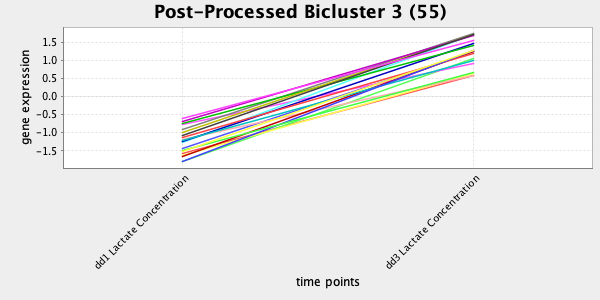 Post-Processed Bicluster 3 (55)
gene expression
1.5
1.0
0.5
0.0
-0.5
-1.0
-1.5
dd1 Lactate Concentration
dd3 Lactate Concentration
time points